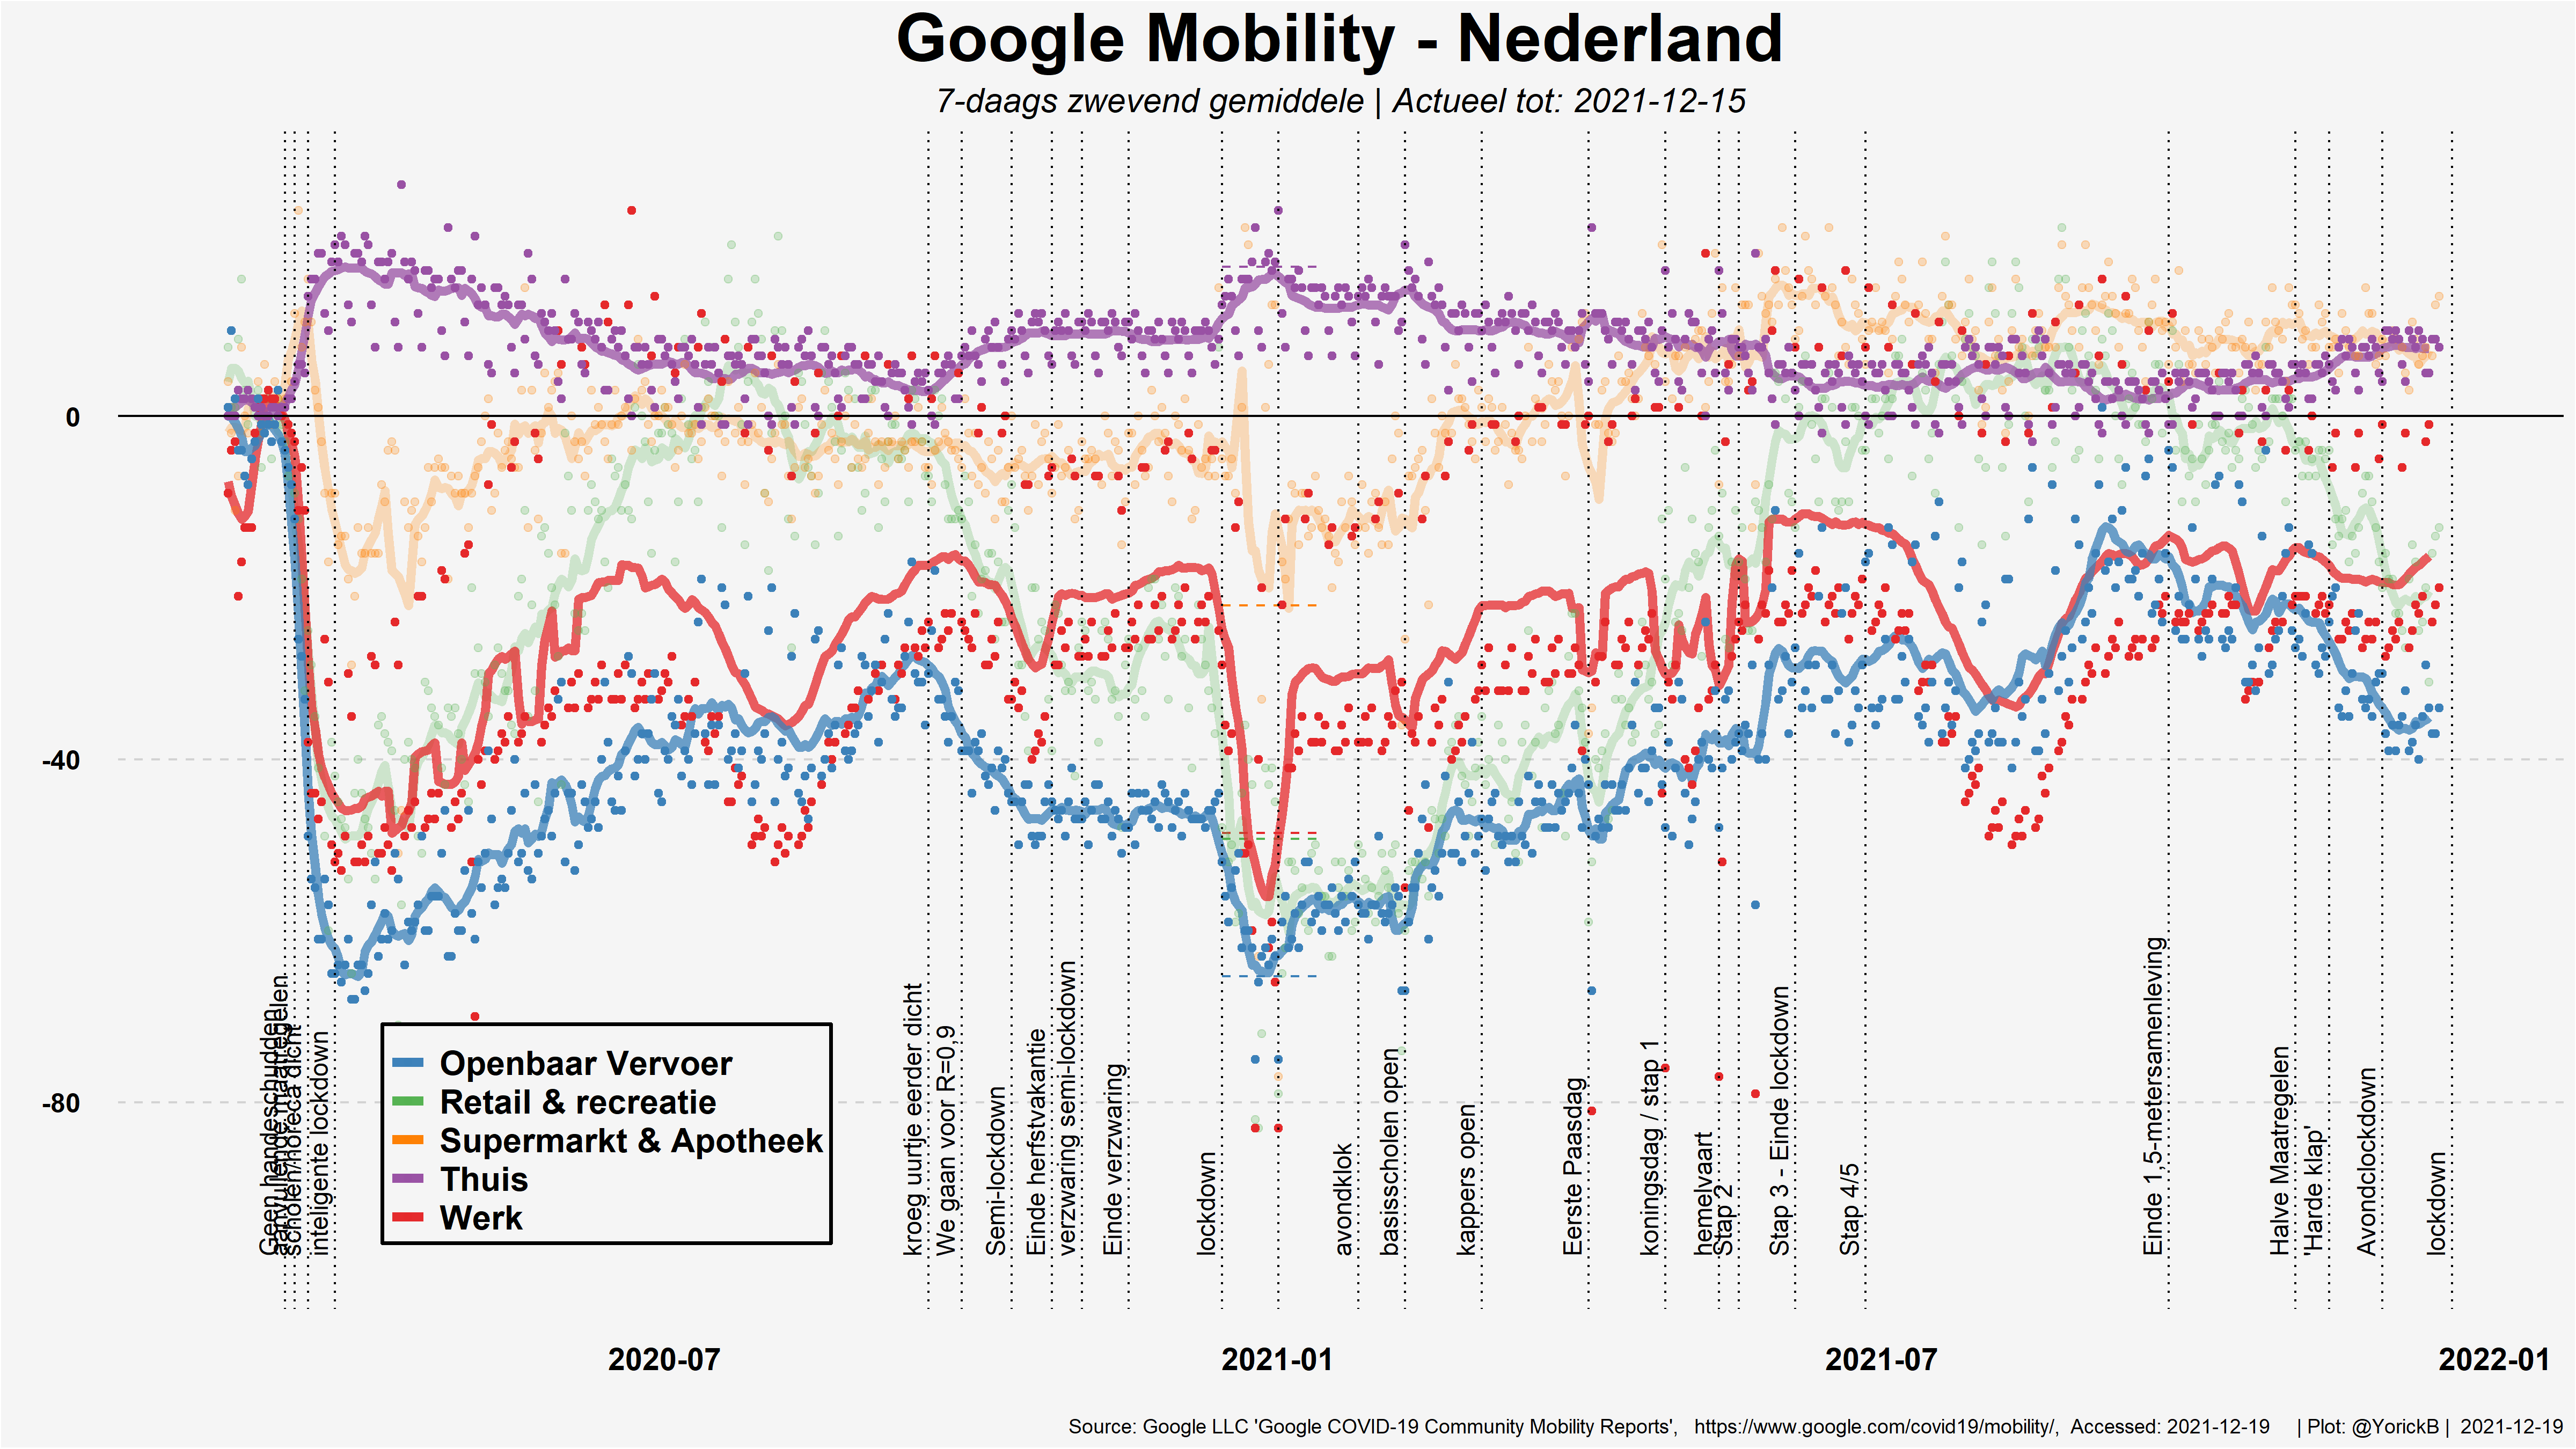 Google Mobility - Nederland
7-daags zwevend gemiddele | Actueel tot: 2021-12-15
0
-40
-80
Geen handeschudden
scholen/horeca dicht
inteligente lockdown
kroeg uurtje eerder dicht
We gaan voor R=0,9
Semi-lockdown
Einde herfstvakantie
verzwaring semi-lockdown
Einde verzwaring
lockdown
avondklok
basisscholen open
kappers open
Eerste Paasdag
koningsdag / stap 1
hemelvaart
Stap 2
Stap 3 - Einde lockdown
Stap 4/5
Einde 1,5-metersamenleving
Halve Maatregelen
'Harde klap'
Avondclockdown
lockdown
Openbaar Vervoer
Retail & recreatie
Supermarkt & Apotheek
Thuis
Werk
2020-07
2021-01
2021-07
2022-01
Source: Google LLC 'Google COVID-19 Community Mobility Reports', https://www.google.com/covid19/mobility/, Accessed: 2021-12-19 | Plot: @YorickB | 2021-12-19